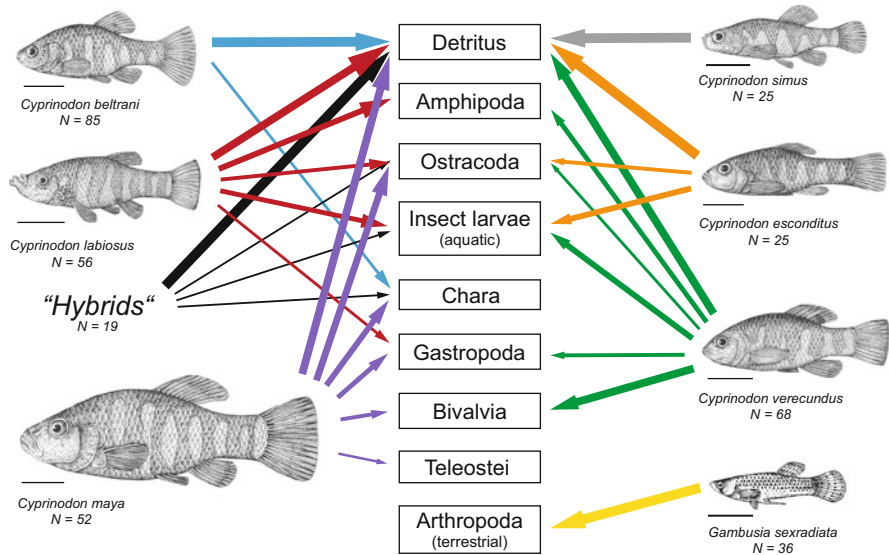 Cyprinodon beltrani
N = 85
Cyprinodon labiosus
N = 56
“Hybrids“
N = 19
Cyprinodon maya
N = 52
Detritus
Amphipoda
Ostracoda
Insect larvae
(aquatic)
Chara
Gastropoda
Bivalvia
Teleostei
Arthropoda
(terrestrial)
Cyprinodon simus
N = 25
Cyprinodon esconditus
N = 25
Cyprinodon verecundus
N = 68
Gambusia sexradiata
N = 36